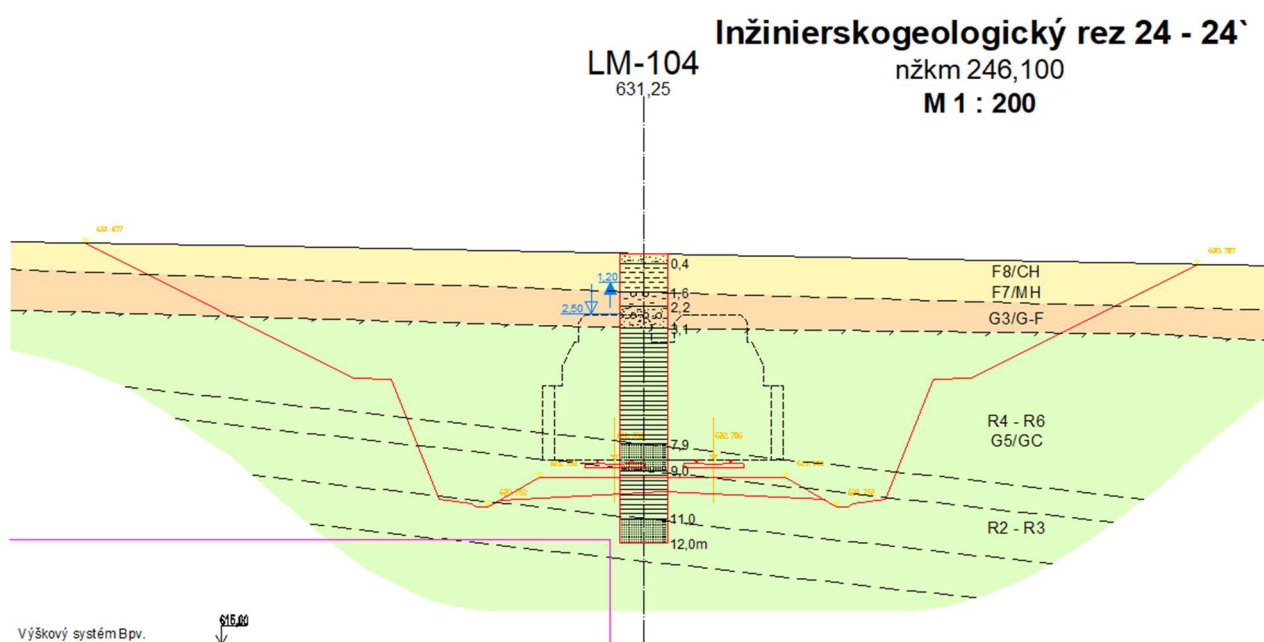 Inžinierskogeologický rez 24 - 24`
nžkm 246,100
M 1 : 200
LM-104
631,25
0,4
F8/CH
1,20
1,6
F7/MH
2,50
2,2
G3/G-F
3,1
R4 - R6
G5/GC
7,9
9,0
11,0
R2 - R3
12,0m
615,00
Výškový systém Bpv.